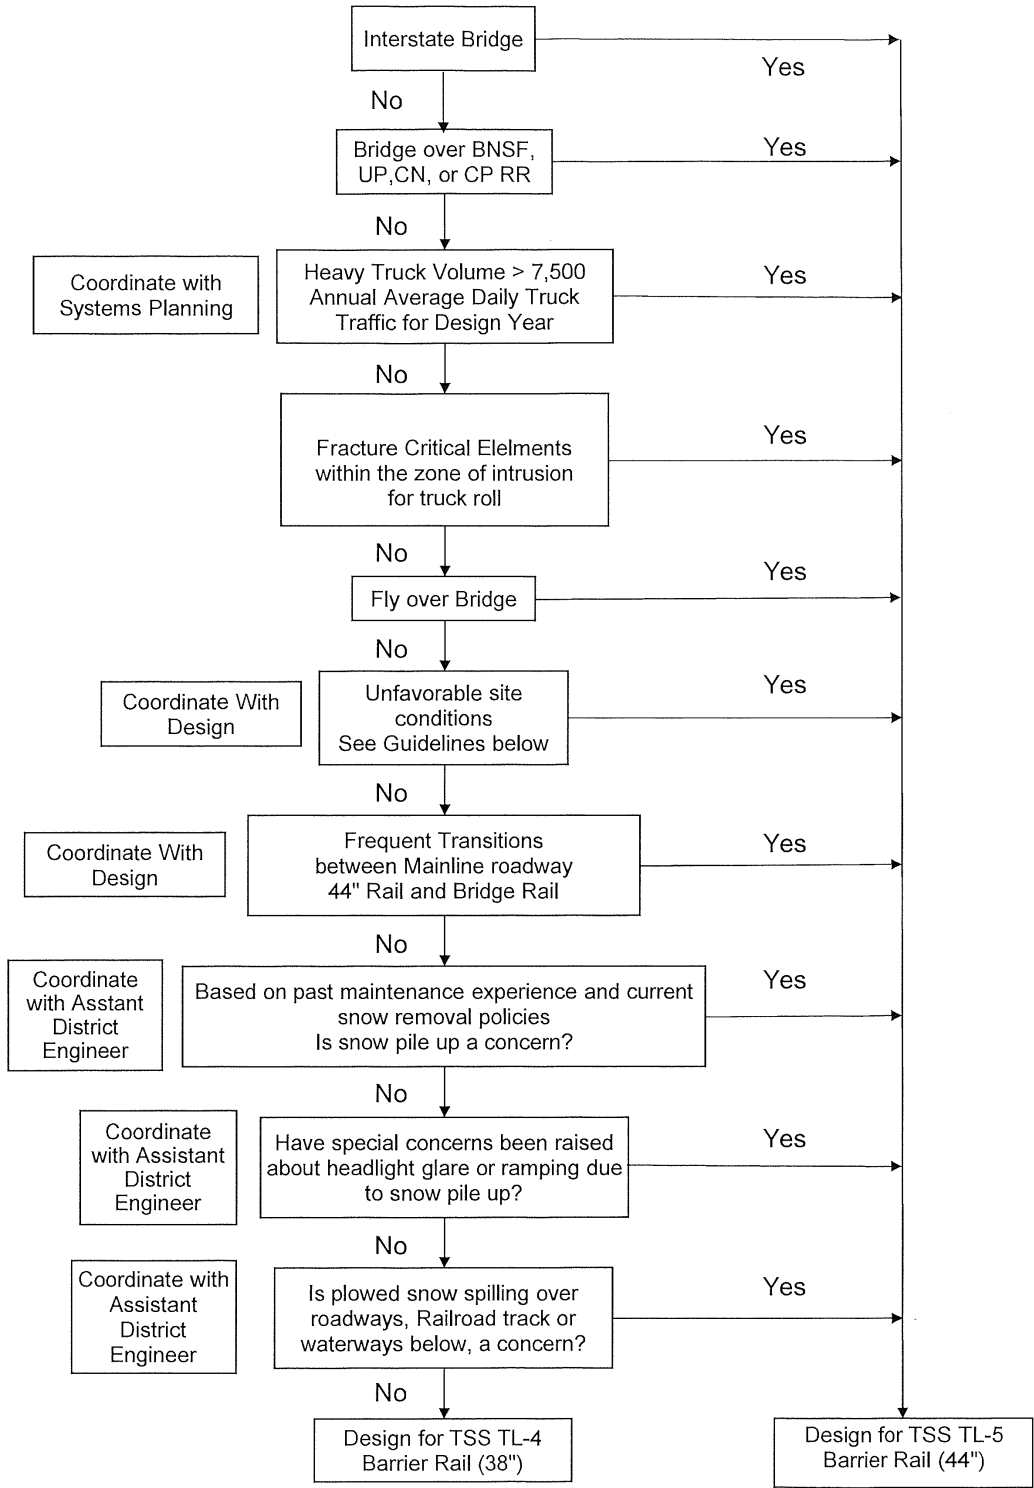 Interstate Bridge
Yes
No
Bridge over BNSF,
UP,CN, or CP RR
Yes
No
Coordinate with
Systems Planning
Heavy Truck Volume > 7,500
Annual Average Daily Truck
Traffic for Design Year
Yes
No
Fracture Critical Elelments
within the zone of intrusion
for truck roll
Yes
No
Fly over Bridge
Yes
No
Coordinate With
Design
Unfavorable site
conditions
See Guidelines below
Yes
No
Coordinate With
Design
Frequent Transitions
between Mainline roadway
44" Rail and Bridge Rail
Yes
No
Coordinate
with Asstant
District
Engineer
Based on past maintenance experience and current
snow removal policies
Is snow pile up a concern?
Yes
No
Coordinate
with Assistant
District
Engineer
Have special concerns been raised
about headlight glare or ramping due
to snow pile up?
Yes
No
Coordinate with
Assistant
District
Engineer
Is plowed snow spilling over
roadways, Railroad track or
waterways below, a concern?
Yes
No
Design for TSS TL-4
Barrier Rail (38")
Design for TSS TL-5
Barrier Rail (44")